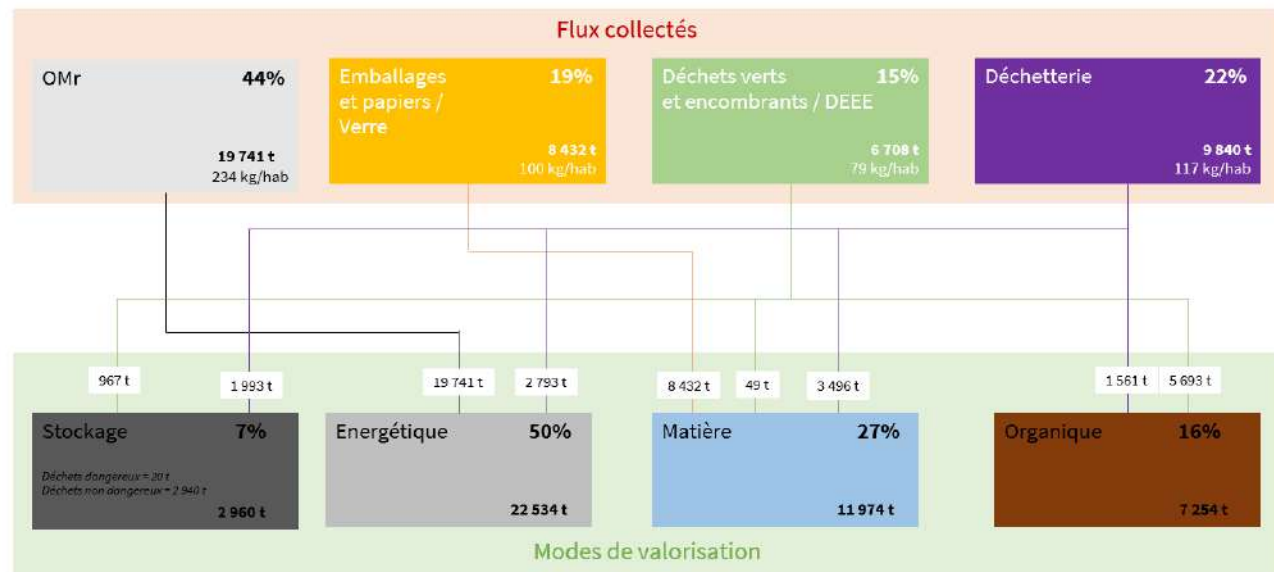 Flux collectés
OMr 44%
19 741 t
234 kg/hab
Emballages 19%
et papiers /
Verre
8 432 t
100 kg/hab
Déchets verts 15%
et encombrants / DEEE
6 708 t
79 kg/hab
Déchetterie 22%
9 840 t
117 kg/hab
967 t
1 993 t
19 741 t
2 793 t
8 432 t
49 t
3 496 t
1 561 t
5 693 t
Stockage 7%
Déchets dangereux = 20 t
Déchets non dangereux = 2 940 t
2 960 t
Energétique 50%
22 534 t
Matière 27%
11 974 t
Organique 16%
7 254 t
Modes de valorisation